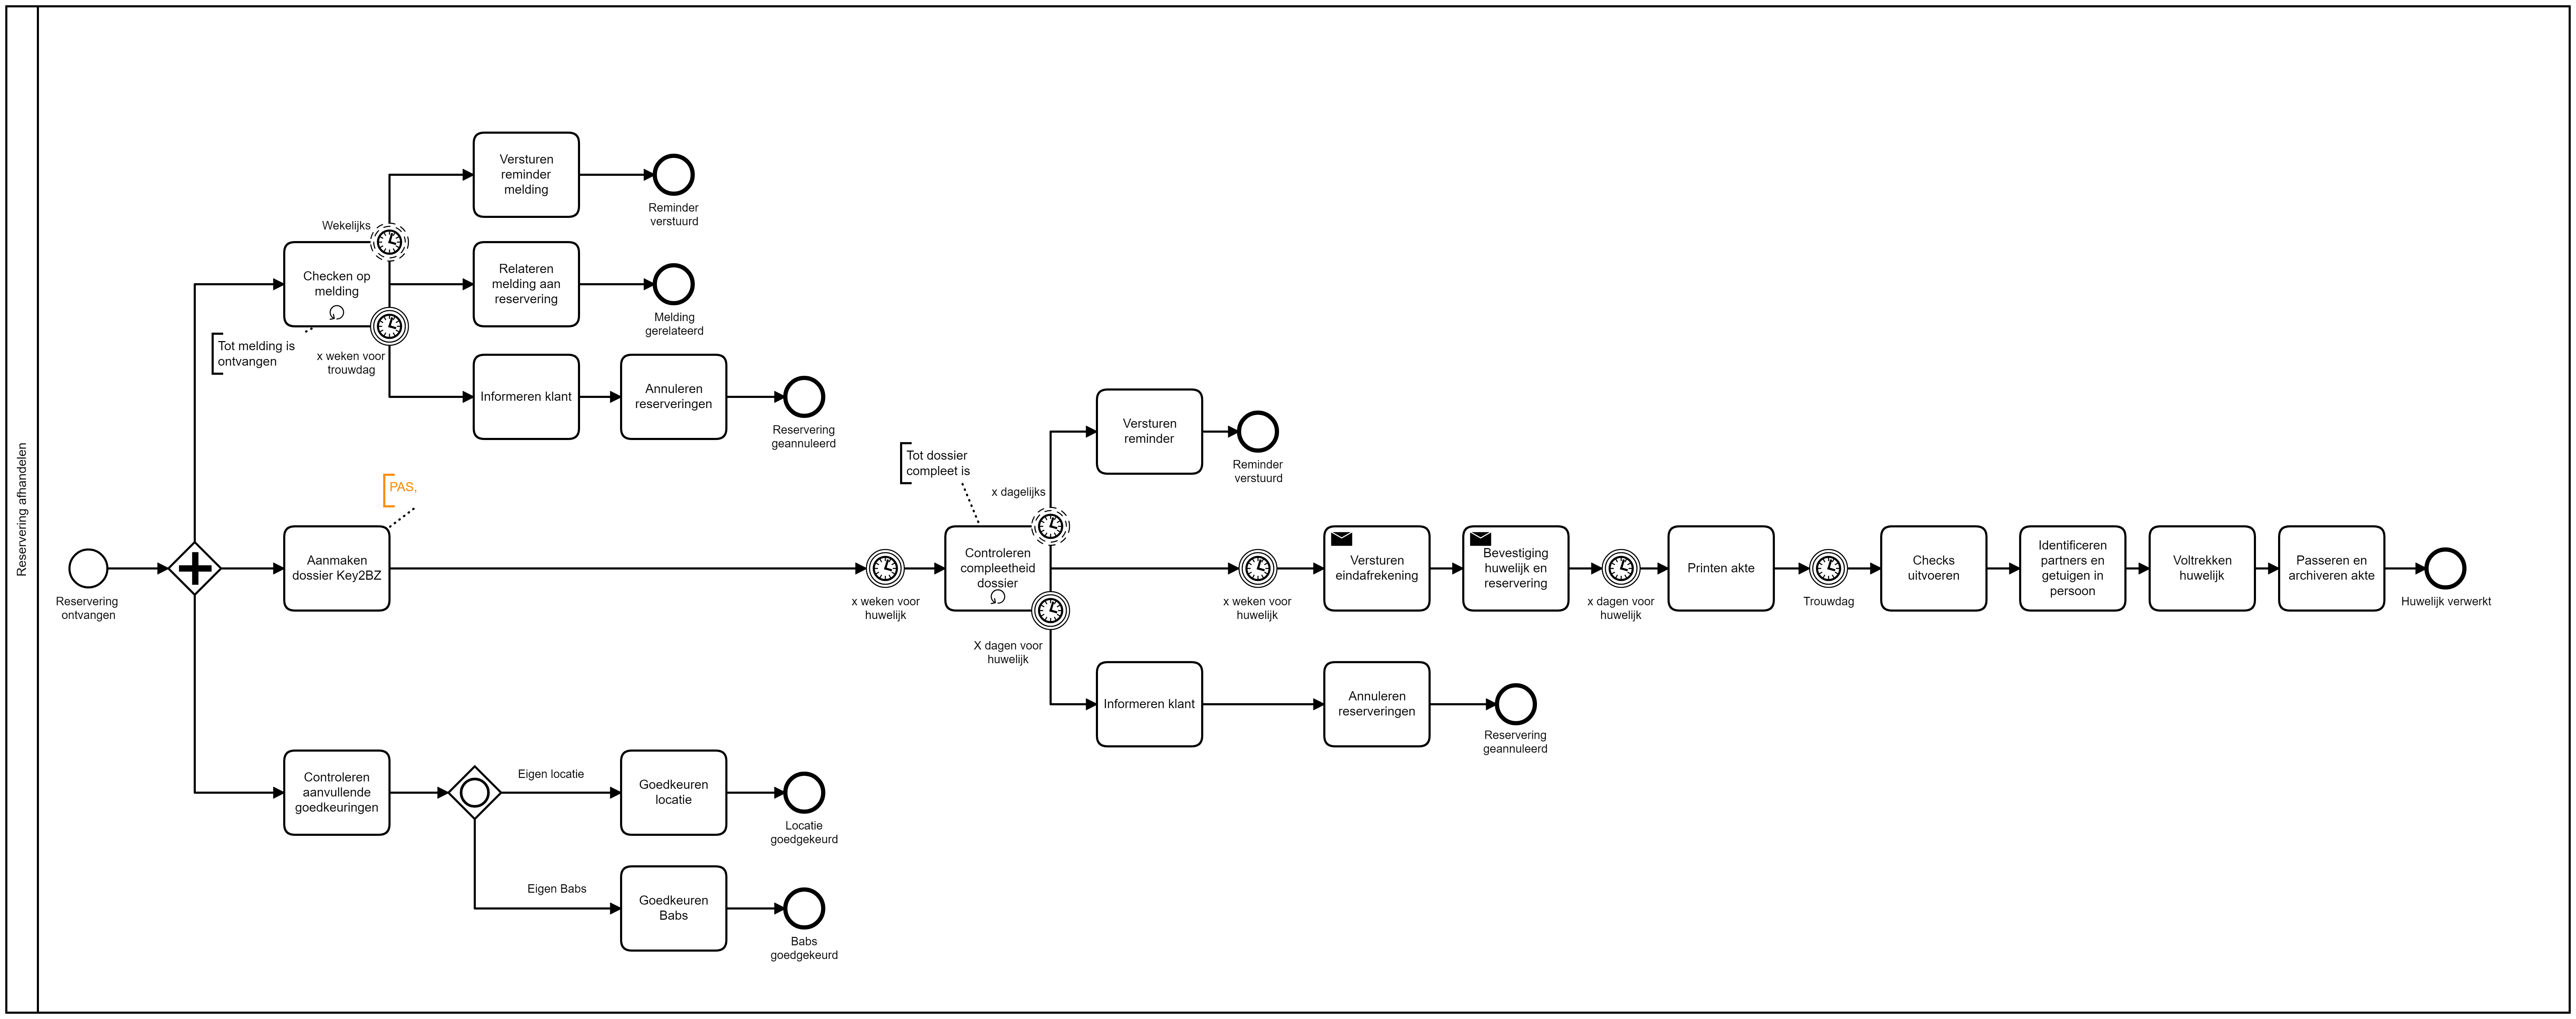 Reservering afhandelen
Reservering
ontvangen
Checken op
melding
Wekelijks
Tot melding is
ontvangen
x weken voor
trouwdag
Versturen
reminder
melding
Reminder
verstuurd
Relateren
melding aan
reservering
Melding
gerelateerd
Informeren klant
Annuleren
reserveringen
Reservering
geannuleerd
PAS,
Aanmaken
dossier Key2BZ
x weken voor
huwelijk
Tot dossier
compleet is
Controleren
compleetheid
dossier
x dagelijks
X dagen voor
huwelijk
Versturen
reminder
Reminder
verstuurd
x weken voor
huwelijk
Versturen
eindafrekening
Bevestiging
huwelijk en
reservering
x dagen voor
huwelijk
Printen akte
Trouwdag
Checks
uitvoeren
Identificeren
partners en
getuigen in
persoon
Voltrekken
huwelijk
Passeren en
archiveren akte
Huwelijk verwerkt
Informeren klant
Annuleren
reserveringen
Reservering
geannuleerd
Controleren
aanvullende
goedkeuringen
Eigen locatie
Goedkeuren
locatie
Locatie
goedgekeurd
Eigen Babs
Goedkeuren
Babs
Babs
goedgekeurd